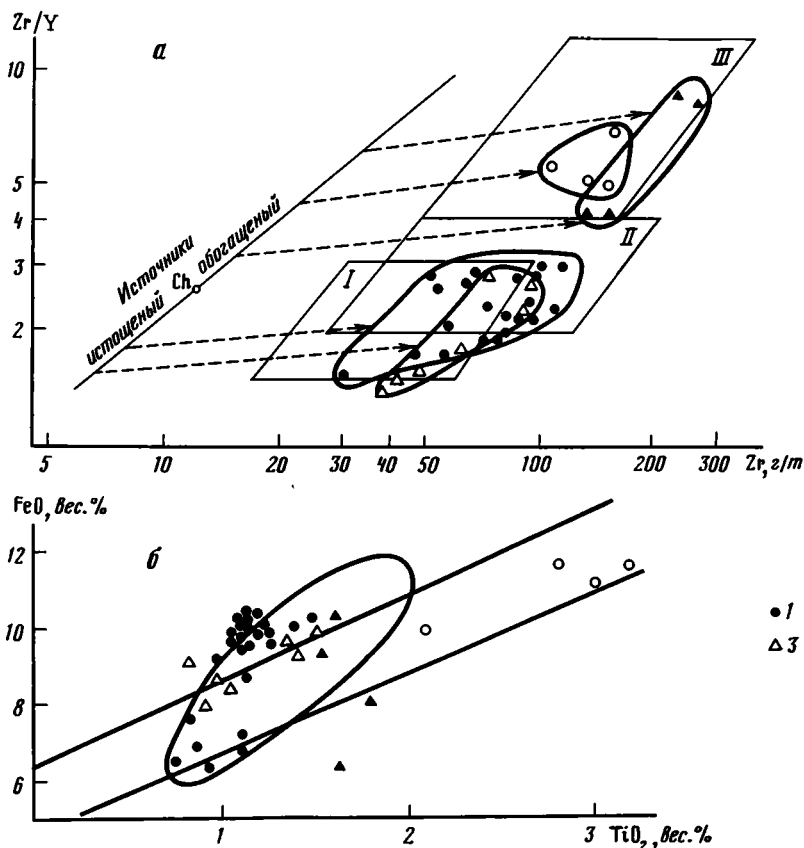 Zr/Y
а
III
10
5
4
3
2
обогащеный
Источники
Ch
истощеный
I
II
5
10
20
30
40
50
100
200
300
Zr, г/т
FeO, вес.%
б
12
10
8
6
1
2
3
TiO₂, вес.%
1
3